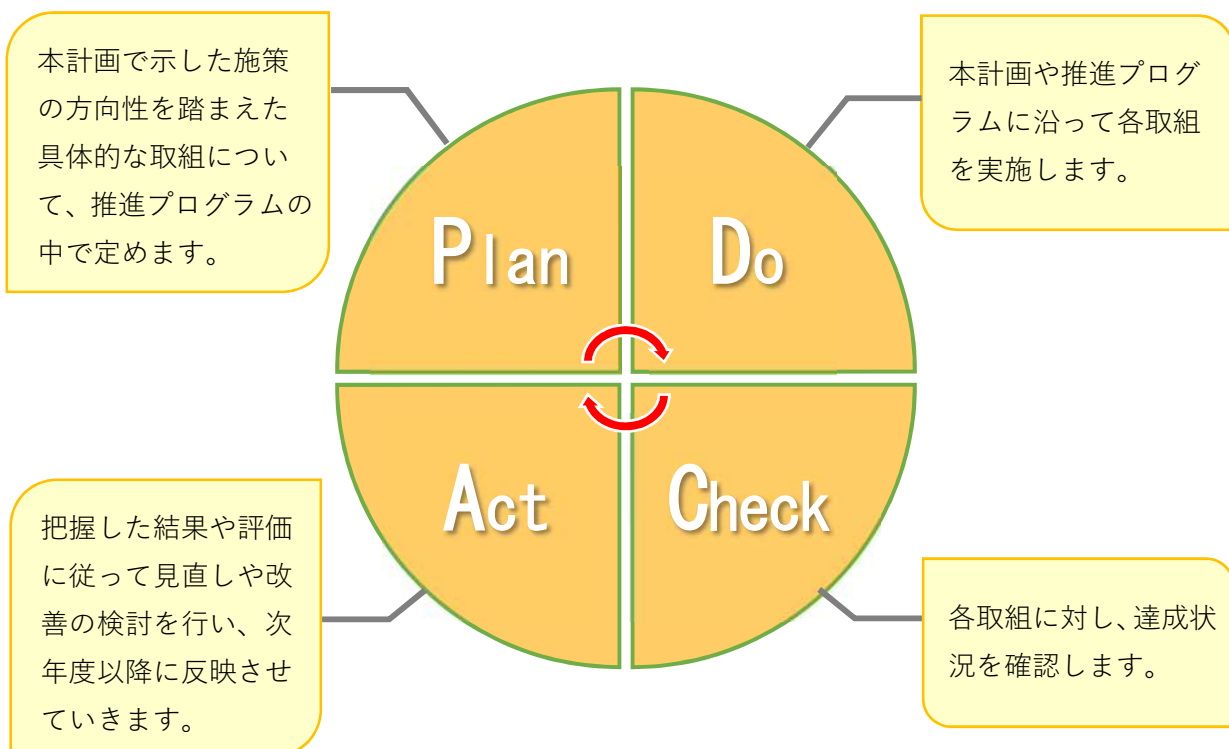 本計画で示した施策
の方向性を踏まえた
具体的な取組につい
て、推進プログラムの
中で定めます。
本計画や推進プログ
ラムに沿って各取組
を実施します。
Plan
Do
Act
Check
把握した結果や評価
に従って見直しや改
善の検討を行い、次
年度以降に反映させ
ていきます。
各取組に対し、達成状
況を確認します。